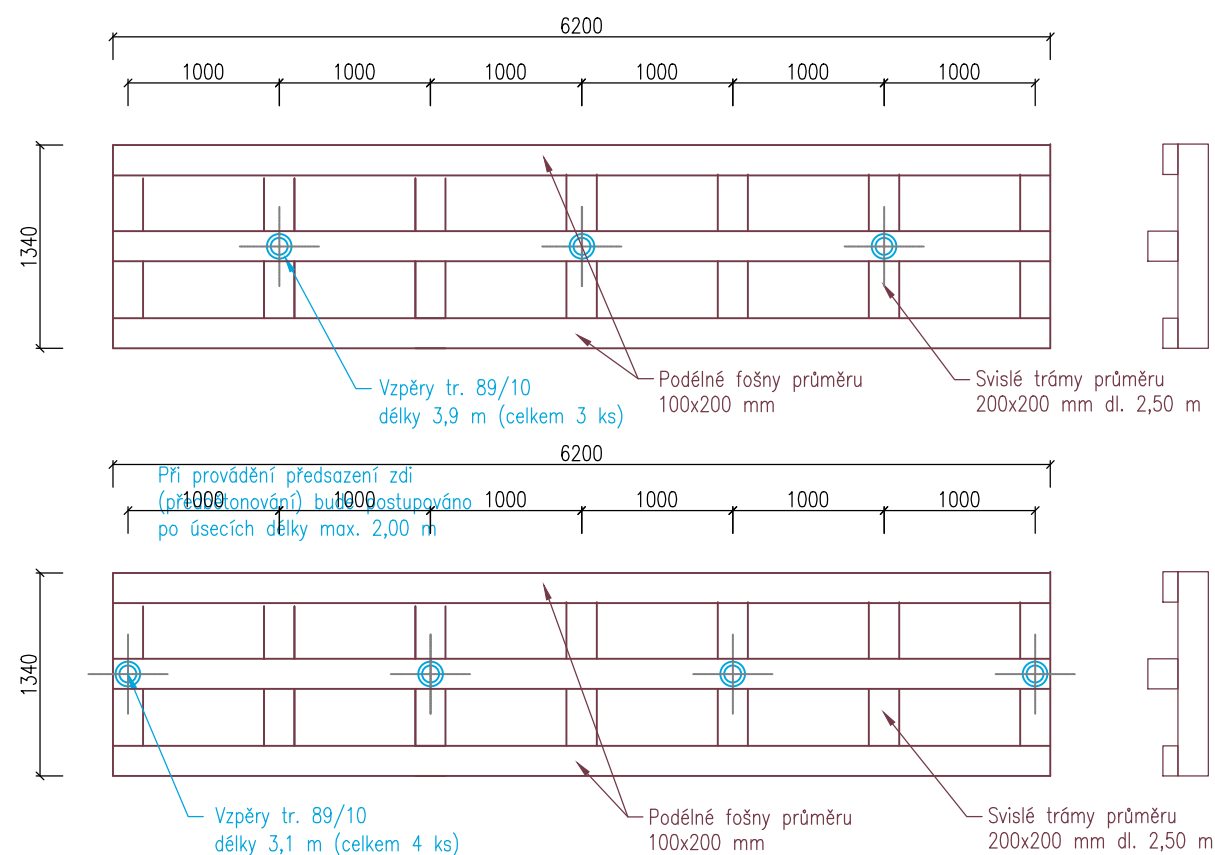 6200
1000 1000 1000 1000 1000 1000
1340
Vzpěry tr. 89/10
délky 3,9 m (celkem 3 ks)
Podélné fošny průměru
100x200 mm
Svislé trámy průměru
200x200 mm dl. 2,50 m
6200
Při provádění předsazení zdi
(předbětonování) bude postupováno
po úsecích délky max. 2,00 m
1000 1000 1000 1000 1000 1000
1340
Vzpěry tr. 89/10
délky 3,1 m (celkem 4 ks)
Podélné fošny průměru
100x200 mm
Svislé trámy průměru
200x200 mm dl. 2,50 m